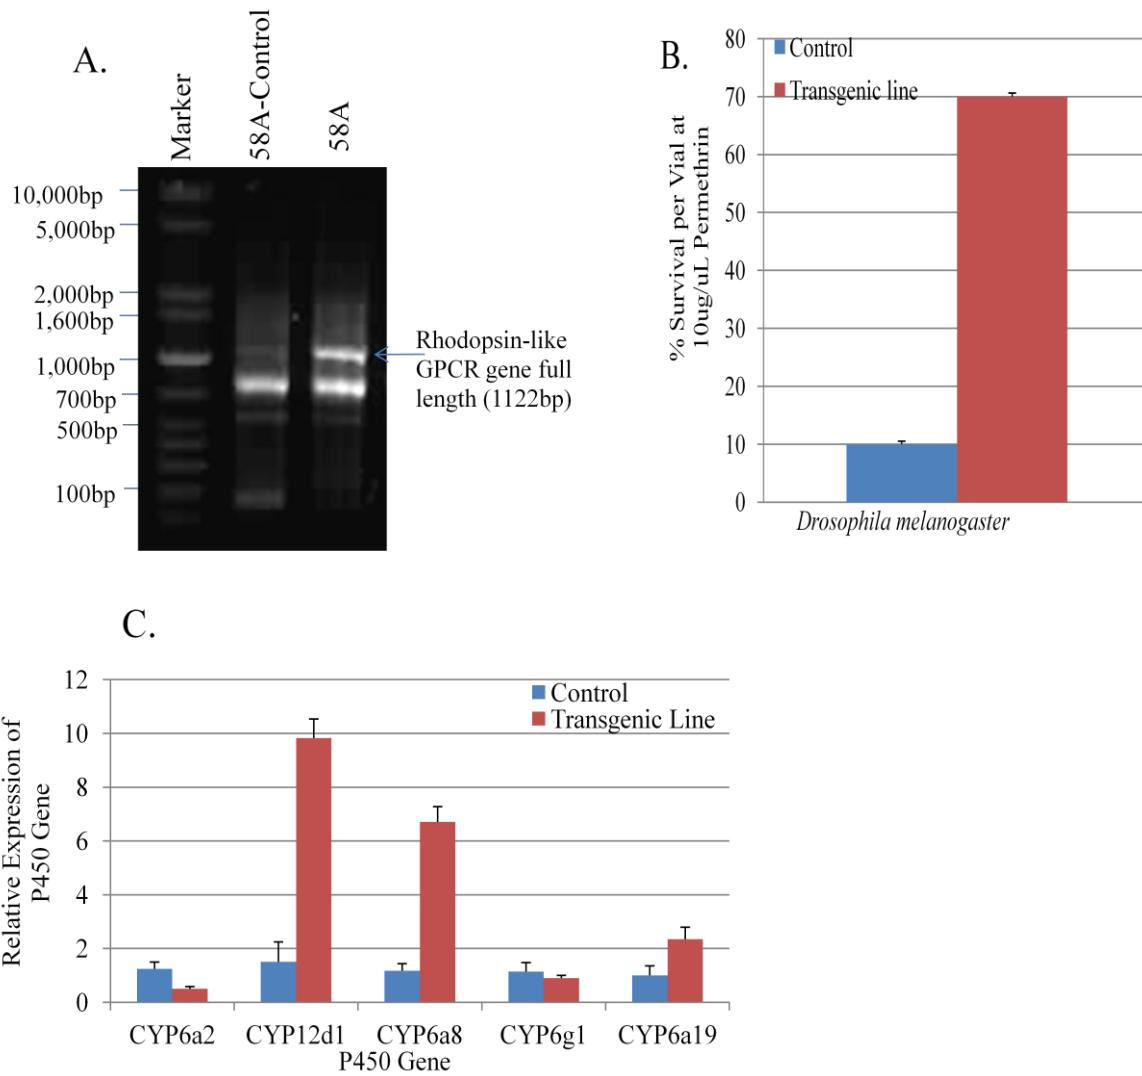 A.
Marker
58A-Control
58A
10,000bp
5,000bp
2,000bp
1,600bp
1,000bp
700bp
500bp
100bp
Rhodopsin-like
GPCR gene full
length (1122bp)
B.
% Survival per Vial at
10ug/uL Permethrin
80
70
60
50
40
30
20
10
0
Control
Transgenic line
Drosophila melanogaster
C.
Relative Expression of
P450 Gene
12
10
8
6
4
2
0
Control
Transgenic Line
CYP6a2
CYP12d1
CYP6a8
CYP6g1
CYP6a19
P450 Gene